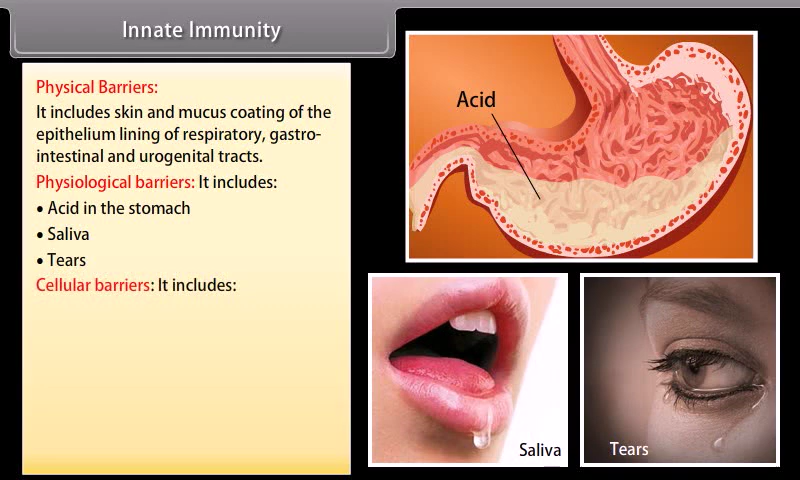 Innate Immunity
Physical Barriers:
It includes skin and mucus coating of the
epithelium lining of respiratory, gastro-
intestinal and urogenital tracts.
Physiological barriers: It includes:
• Acid in the stomach
• Saliva
• Tears
Cellular barriers: It includes:
Acid
Saliva
Tears